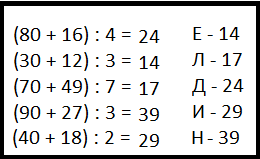 (80 + 16) : 4 = 24 Е - 14
(30 + 12) : 3 = 14 Л - 17
(70 + 49) : 7 = 17 Д - 24
(90 + 27) : 3 = 39 И - 29
(40 + 18) : 2 = 29 Н - 39